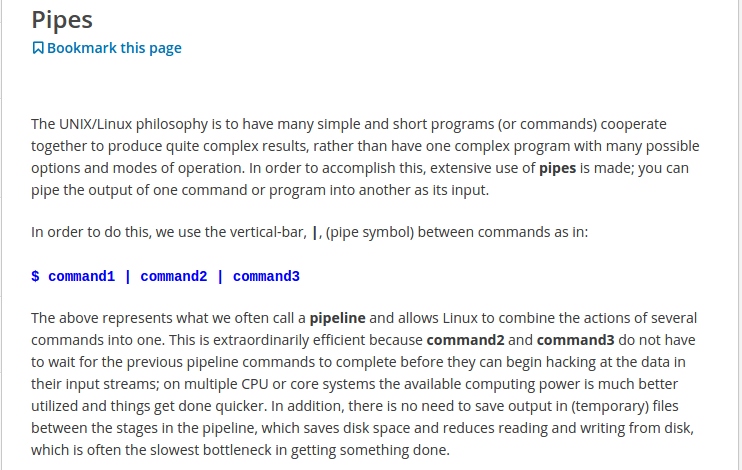 Pipes
Bookmark this page
The UNIX/Linux philosophy is to have many simple and short programs (or commands) cooperate
together to produce quite complex results, rather than have one complex program with many possible
options and modes of operation. In order to accomplish this, extensive use of pipes is made; you can
pipe the output of one command or program into another as its input.
In order to do this, we use the vertical-bar, |, (pipe symbol) between commands as in:
$ command1 | command2 | command3
The above represents what we often call a pipeline and allows Linux to combine the actions of several
commands into one. This is extraordinarily efficient because command2 and command3 do not have
to wait for the previous pipeline commands to complete before they can begin hacking at the data in
their input streams; on multiple CPU or core systems the available computing power is much better
utilized and things get done quicker. In addition, there is no need to save output in (temporary) files
between the stages in the pipeline, which saves disk space and reduces reading and writing from disk,
which is often the slowest bottleneck in getting something done.